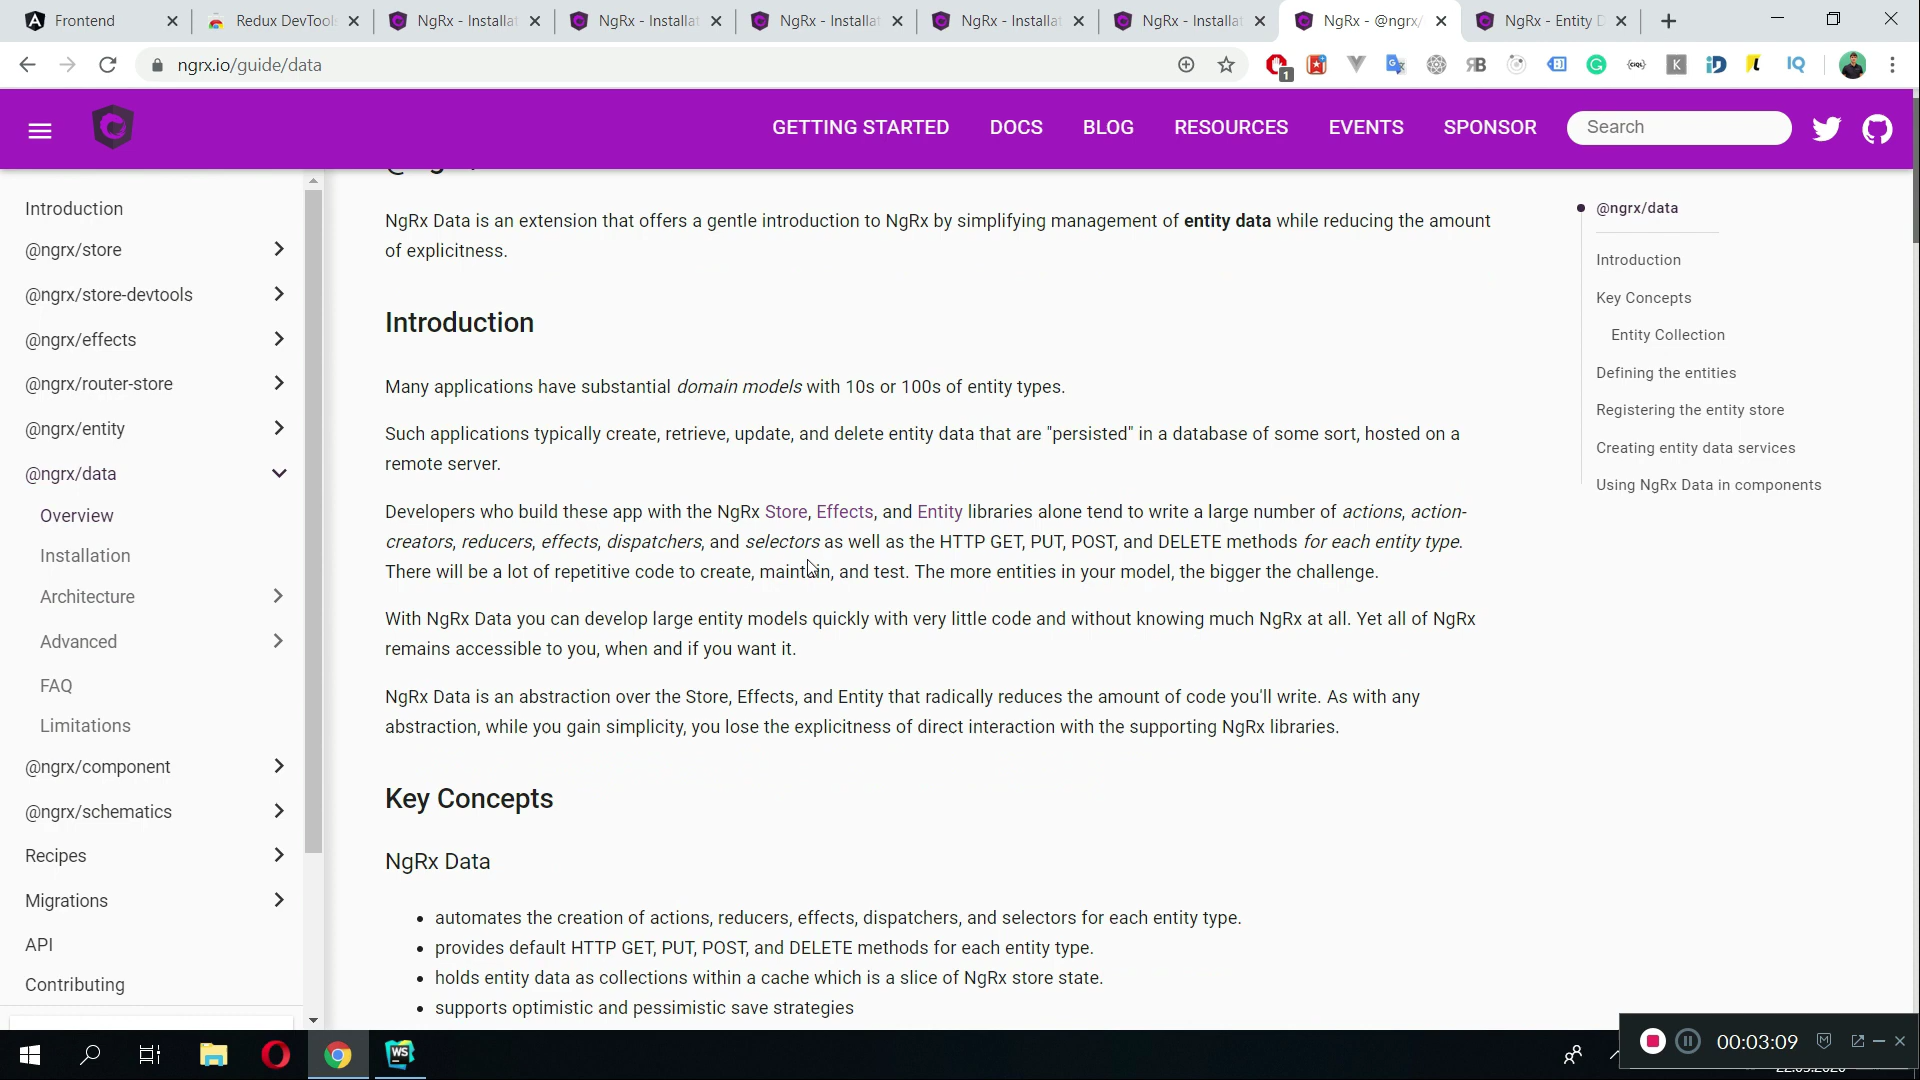 Frontend
Redux DevTools
NgRx - Installat
NgRx - Installat
NgRx - Installat
NgRx - Installat
NgRx - Installat
NgRx - @ngrx/
NgRx - Entity D
ngrx.io/guide/data
1
GETTING STARTED
DOCS
BLOG
RESOURCES
EVENTS
SPONSOR
Search
Introduction
@ngrx/store
@ngrx/store-devtools
@ngrx/effects
@ngrx/router-store
@ngrx/entity
@ngrx/data
Overview
Installation
Architecture
Advanced
FAQ
Limitations
@ngrx/component
@ngrx/schematics
Recipes
Migrations
API
Contributing
NgRx Data is an extension that offers a gentle introduction to NgRx by simplifying management of entity data while reducing the amount
of explicitness.
Introduction
Many applications have substantial domain models with 10s or 100s of entity types.
Such applications typically create, retrieve, update, and delete entity data that are "persisted" in a database of some sort, hosted on a
remote server.
Developers who build these app with the NgRx Store, Effects, and Entity libraries alone tend to write a large number of actions, action-
creators, reducers, effects, dispatchers, and selectors as well as the HTTP GET, PUT, POST, and DELETE methods for each entity type.
There will be a lot of repetitive code to create, maintain, and test. The more entities in your model, the bigger the challenge.
With NgRx Data you can develop large entity models quickly with very little code and without knowing much NgRx at all. Yet all of NgRx
remains accessible to you, when and if you want it.
NgRx Data is an abstraction over the Store, Effects, and Entity that radically reduces the amount of code you'll write. As with any
abstraction, while you gain simplicity, you lose the explicitness of direct interaction with the supporting NgRx libraries.
Key Concepts
NgRx Data
• automates the creation of actions, reducers, effects, dispatchers, and selectors for each entity type.
• provides default HTTP GET, PUT, POST, and DELETE methods for each entity type.
• holds entity data as collections within a cache which is a slice of NgRx store state.
• supports optimistic and pessimistic save strategies
@ngrx/data
Introduction
Key Concepts
Entity Collection
Defining the entities
Registering the entity store
Creating entity data services
Using NgRx Data in components
WS
00:03:09